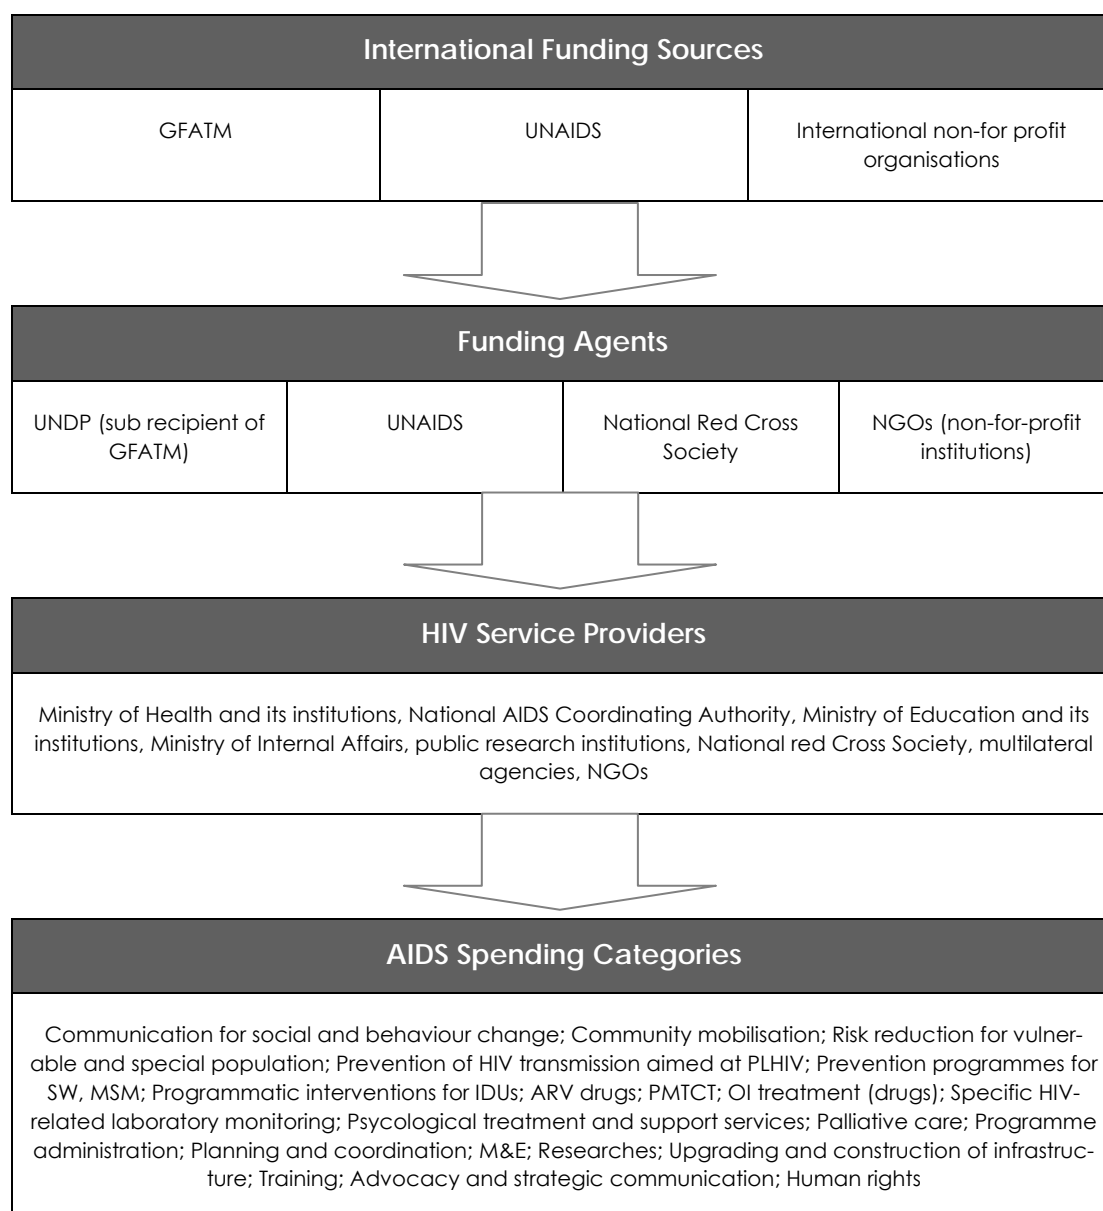 International Funding Sources
GFATM
UNAIDS
International non-for profit
organisations
Funding Agents
UNDP (sub recipient of
GFATM)
UNAIDS
National Red Cross
Society
NGOs (non-for-profit
institutions)
HIV Service Providers
Ministry of Health and its institutions, National AIDS Coordinating Authority, Ministry of Education and its
institutions, Ministry of Internal Affairs, public research institutions, National red Cross Society, multilateral
agencies, NGOs
AIDS Spending Categories
Communication for social and behaviour change; Community mobilisation; Risk reduction for vulner-
able and special population; Prevention of HIV transmission aimed at PLHIV; Prevention programmes for
SW, MSM; Programmatic interventions for IDUs; ARV drugs; PMTCT; OI treatment (drugs); Specific HIV-
related laboratory monitoring; Psycological treatment and support services; Palliative care; Programme
administration; Planning and coordination; M&E; Researches; Upgrading and construction of infrastruc-
ture; Training; Advocacy and strategic communication; Human rights